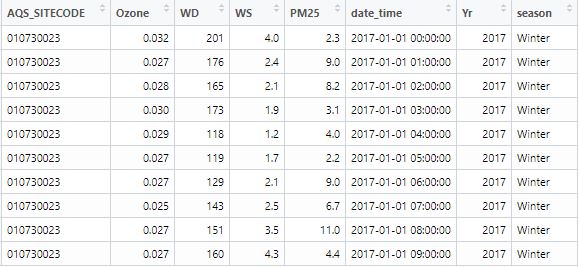 AQS_SITECODE Ozone WD WS PM25 date_time Yr season
010730023 0.032 201 4.0 2.3 2017-01-01 00:00:00 2017 Winter
010730023 0.027 176 2.4 9.0 2017-01-01 01:00:00 2017 Winter
010730023 0.028 165 2.1 8.2 2017-01-01 02:00:00 2017 Winter
010730023 0.030 173 1.9 3.1 2017-01-01 03:00:00 2017 Winter
010730023 0.029 118 1.2 4.0 2017-01-01 04:00:00 2017 Winter
010730023 0.027 119 1.7 2.2 2017-01-01 05:00:00 2017 Winter
010730023 0.027 129 2.1 9.0 2017-01-01 06:00:00 2017 Winter
010730023 0.025 143 2.5 6.7 2017-01-01 07:00:00 2017 Winter
010730023 0.027 151 3.5 11.0 2017-01-01 08:00:00 2017 Winter
010730023 0.027 160 4.3 4.4 2017-01-01 09:00:00 2017 Winter